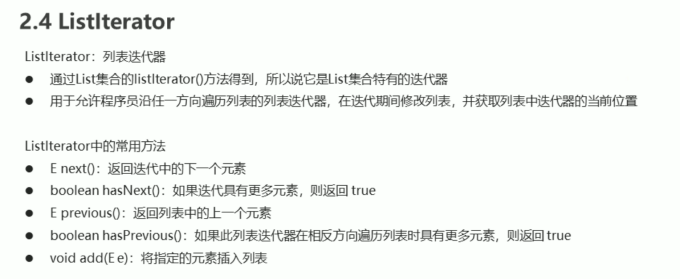 2.4 ListIterator
ListIterator：列表迭代器
● 通过List集合的listIterator()方法得到，所以说它是List集合特有的迭代器
● 用于允许程序员沿任一方向遍历列表的列表迭代器，在迭代期间修改列表，并获取列表中迭代器的当前位置
ListIterator中的常用方法
● E next()：返回迭代中的下一个元素
● boolean hasNext()：如果迭代具有更多元素，则返回 true
● E previous()：返回列表中的上一个元素
● boolean hasPrevious()：如果此列表迭代器在相反方向遍历列表时具有更多元素，则返回 true
● void add(E e)：将指定的元素插入列表